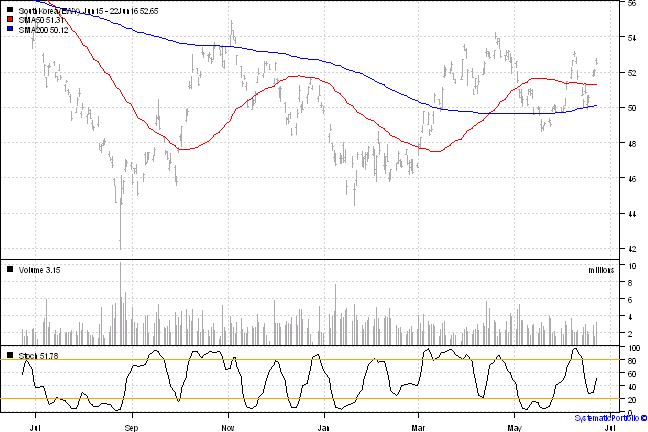 South Korea (EWY) Jun15 - 22Jun16 52.65
SMA50 51.31
SMA200 50.12
56
54
52
50
48
46
44
42
Volume 3.15
millions
10
8
6
4
2
Stoch 51.78
100
80
60
40
20
0
Jul
Sep
Nov
Jan
Mar
May
Jul
SystematicPortfolio ©